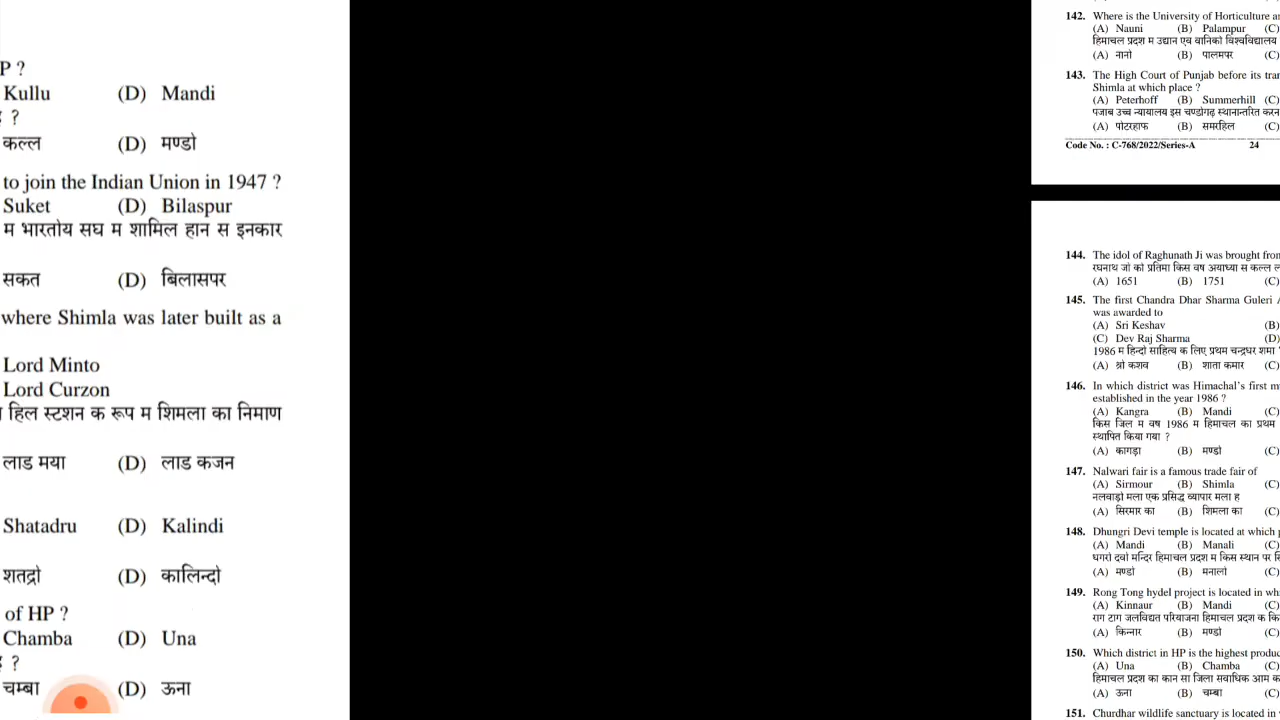 P ?
Kullu (D) Mandi
?
कल्ल (D) मण्डो
to join the Indian Union in 1947 ?
Suket (D) Bilaspur
म भारतोय सघ म शामिल हान स इनकार
सकत (D) बिलासपर
where Shimla was later built as a
Lord Minto
Lord Curzon
हिल स्टशन क रूप म शिमला का निमाण
लाड मया (D) लाड कजन
Shatadru (D) Kalindi
शतद्रो (D) कालिन्दो
of HP ?
Chamba (D) Una
?
चम्बा (D) ऊना
142. Where is the University of Horticulture
(A) Nauni (B) Palampur (C)
हिमाचल प्रदश म उद्यान एव वानिको विश्वविद्यालय
(A) नानो (B) पालमपर (C)
143. The High Court of Punjab before its
Shimla at which place ?
(A) Peterhoff (B) Summerhill (C)
पजाब उच्च न्यायालय इस चण्डोगढ़ स्थानान्तरित करन
(A) पोटरहाफ (B) समरहिल (C)
Code No. : C-768/2022/Series-A 24
144. The idol of Raghunath Ji was brought from
रघनाथ जो को प्रतिमा किस वष अयाध्या स कल्ल
(A) 1651 (B) 1751 (C)
145. The first Chandra Dhar Sharma Guleri
was awarded to
(A) Sri Keshav (B)
(C) Dev Raj Sharma (D)
1986 म हिन्दो साहित्य क लिए प्रथम चन्द्रधर शमा
(A) श्रो कशव (B) शाता कमार (C)
146. In which district was Himachal's first
established in the year 1986 ?
(A) Kangra (B) Mandi (C)
किस जिल म वष 1986 म हिमाचल का प्रथम
स्थापित किया गया ?
(A) कागड़ा (B) मण्डो (C)
147. Nalwari fair is a famous trade fair of
(A) Sirmour (B) Shimla (C)
नलवाड़ो मला एक प्रसिद्ध व्यापार मला ह
(A) सिरमार का (B) शिमला का (C)
148. Dhungri Devi temple is located at which
(A) Mandi (B) Manali (C)
धगरो दवो मन्दिर हिमाचल प्रदश म किस स्थान पर
(A) मण्डो (B) मनालो (C)
149. Rong Tong hydel project is located in
(A) Kinnaur (B) Mandi (C)
राग टाग जलविद्यत परियाजना हिमाचल प्रदश क
(A) किन्नार (B) मण्डो (C)
150. Which district in HP is the highest
(A) Una (B) Chamba (C)
हिमाचल प्रदश का कान सा जिला सवाधिक आम
(A) ऊना (B) चम्बा (C)
151. Churdhar wildlife sanctuary is located in